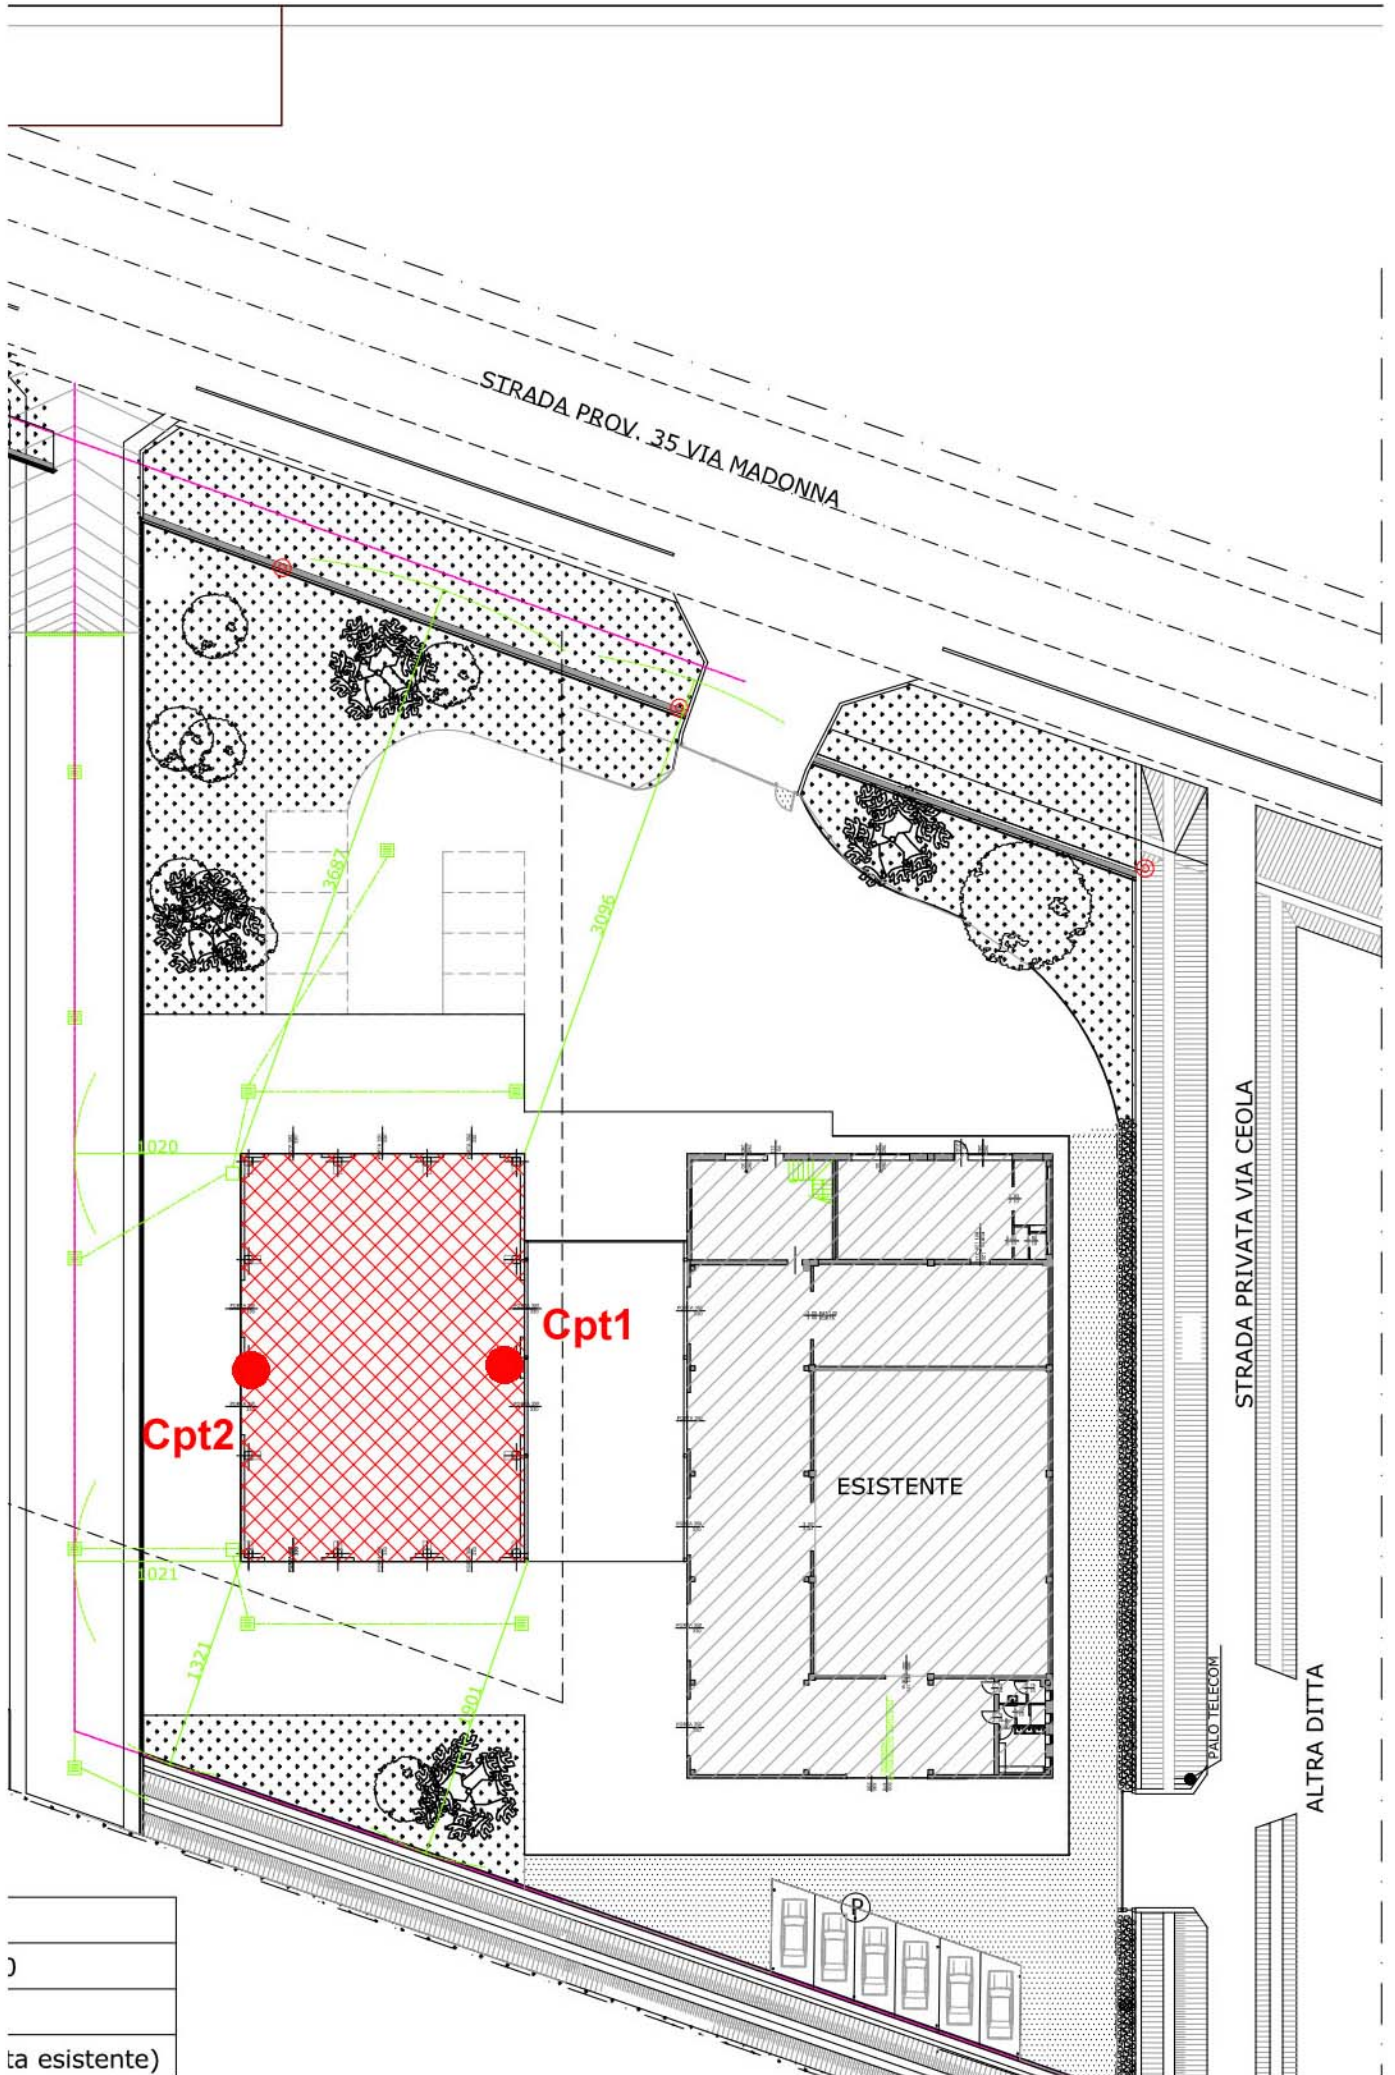 STRADA PROV. 35 VIA MADONNA
3687
3096
1020
Cpt1
Cpt2
ESISTENTE
STRADA PRIVATA VIA CEOLA
1021
1321
1901
PALO TELECOM
ALTRA DITTA
P
ta esistente)